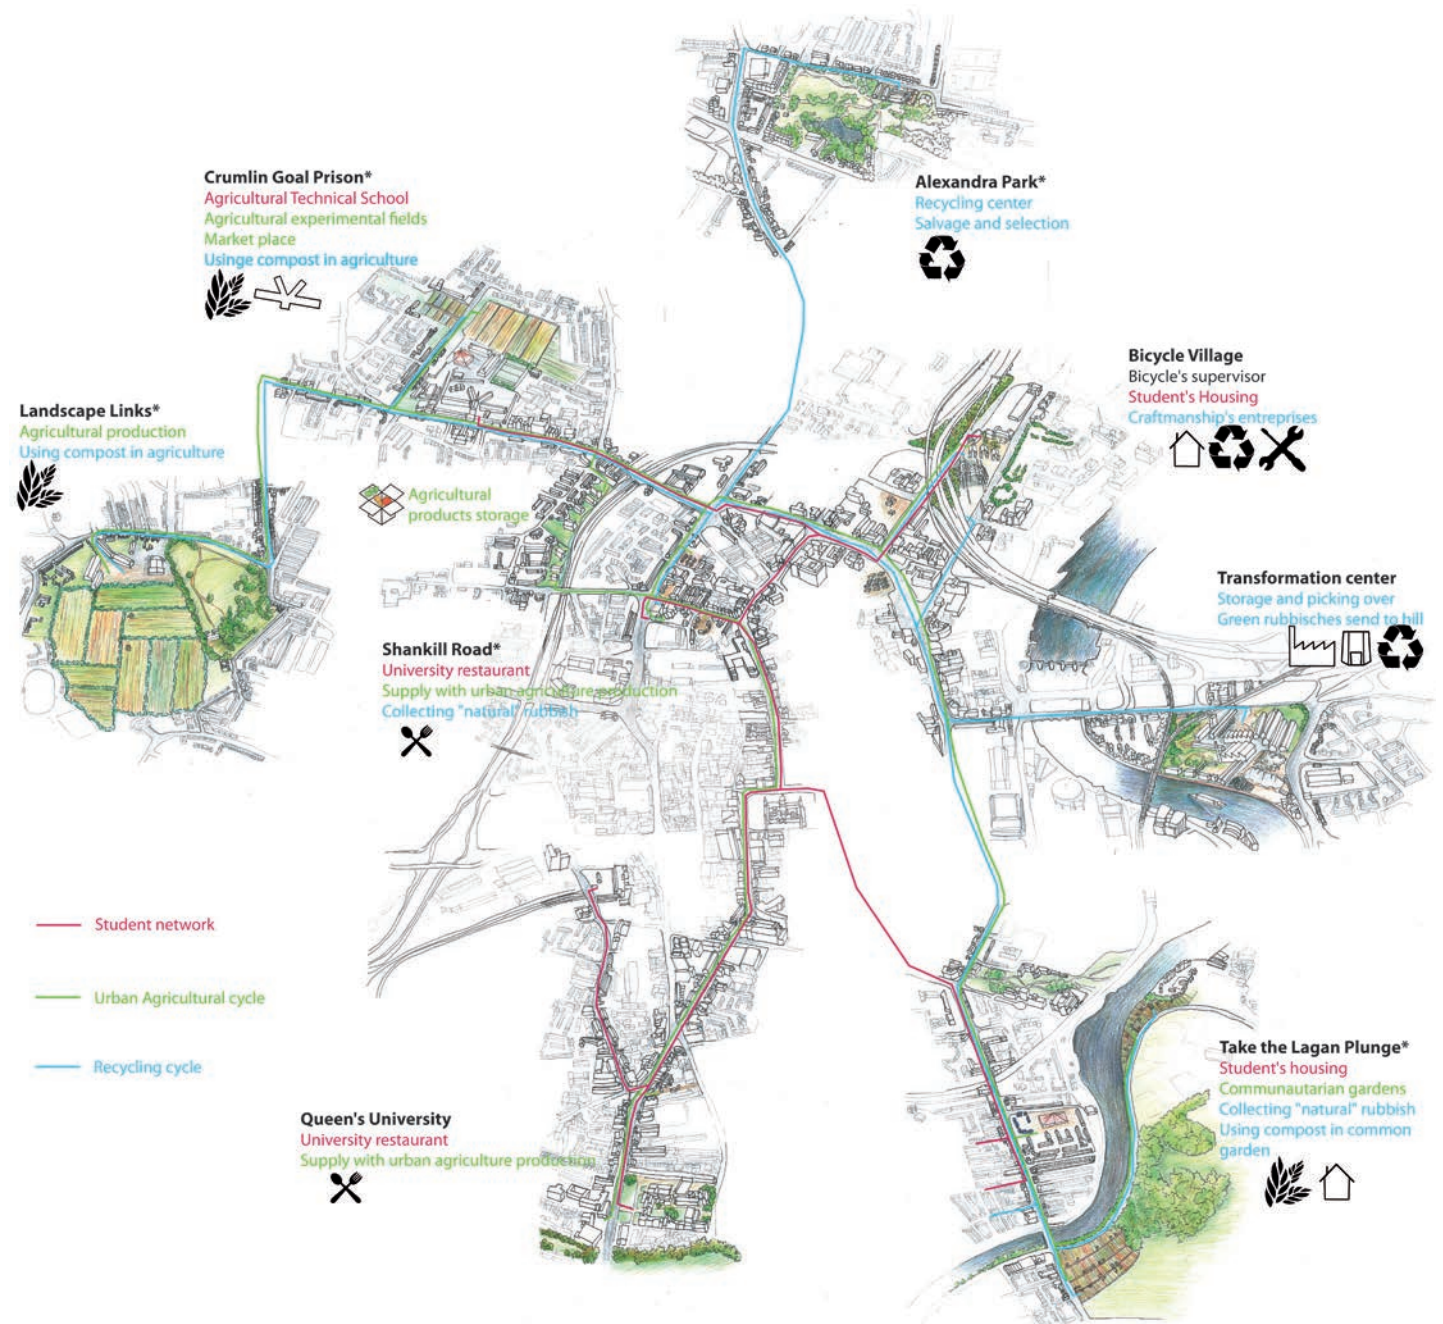 Crumlin Goal Prison*
Agricultural Technical School
Agricultural experimental fields
Market place
Usinge compost in agriculture
Alexandra Park*
Recycling center
Salvage and selection
Bicycle Village
Bicycle's supervisor
Student's Housing
Craftmanship's entreprises
Landscape Links*
Agricultural production
Using compost in agriculture
Agricultural
products storage
Transformation center
Storage and picking over
Green rubbisches send to hill
Shankill Road*
University restaurant
Supply with urban agriculture production
Collecting "natural" rubbish
Student network
Urban Agricultural cycle
Recycling cycle
Take the Lagan Plunge*
Student's housing
Communautarian gardens
Collecting "natural" rubbish
Using compost in common
garden
Queen's University
University restaurant
Supply with urban agriculture production